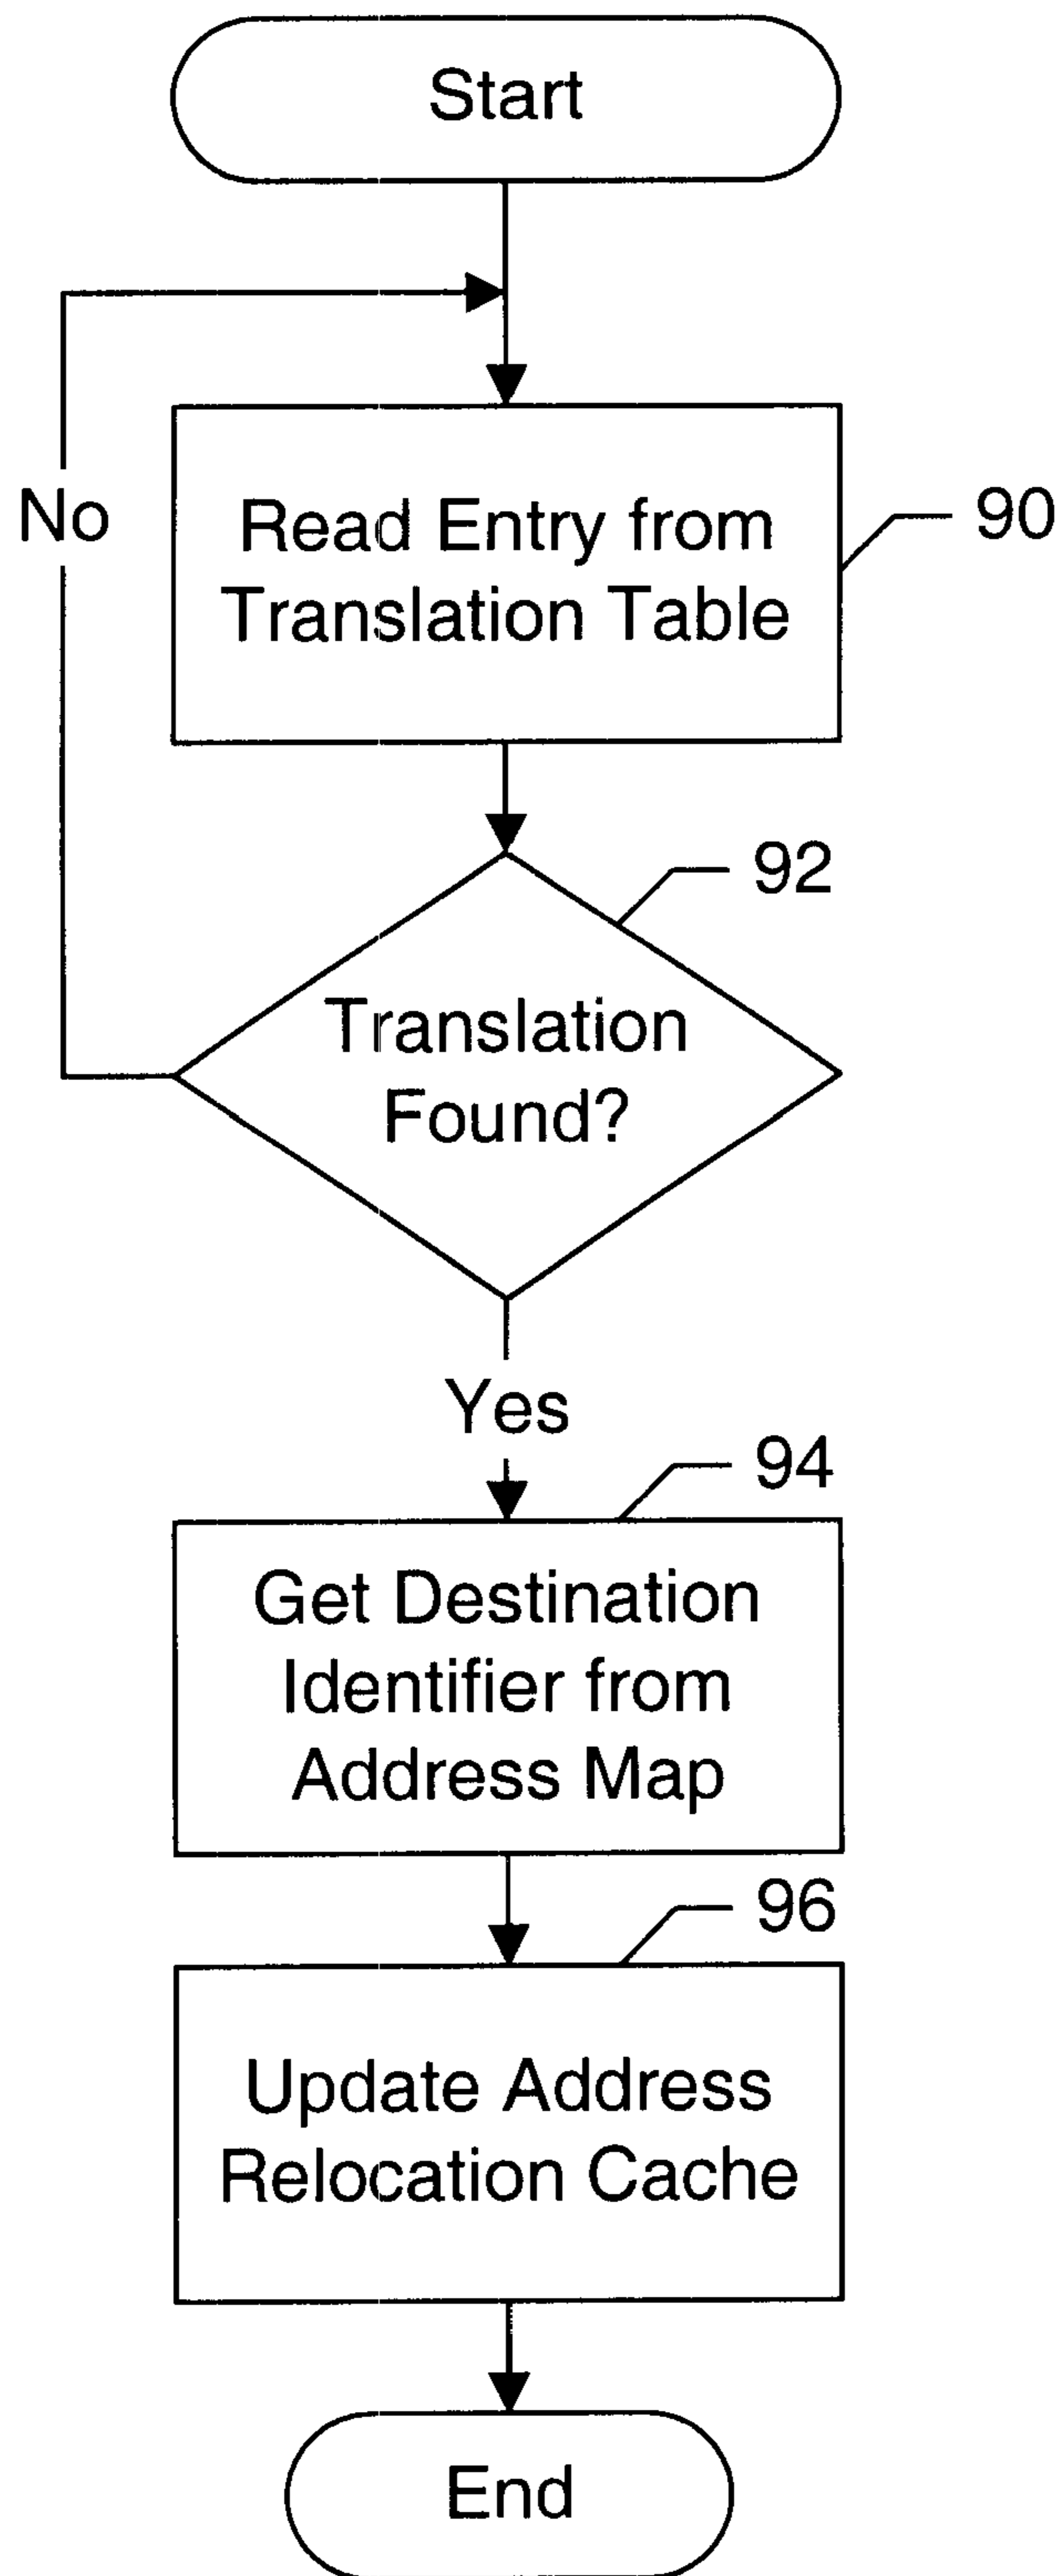 Start
No
Read Entry from
Translation Table
90
92
Translation
Found?
Yes
94
Get Destination
Identifier from
Address Map
96
Update Address
Relocation Cache
End